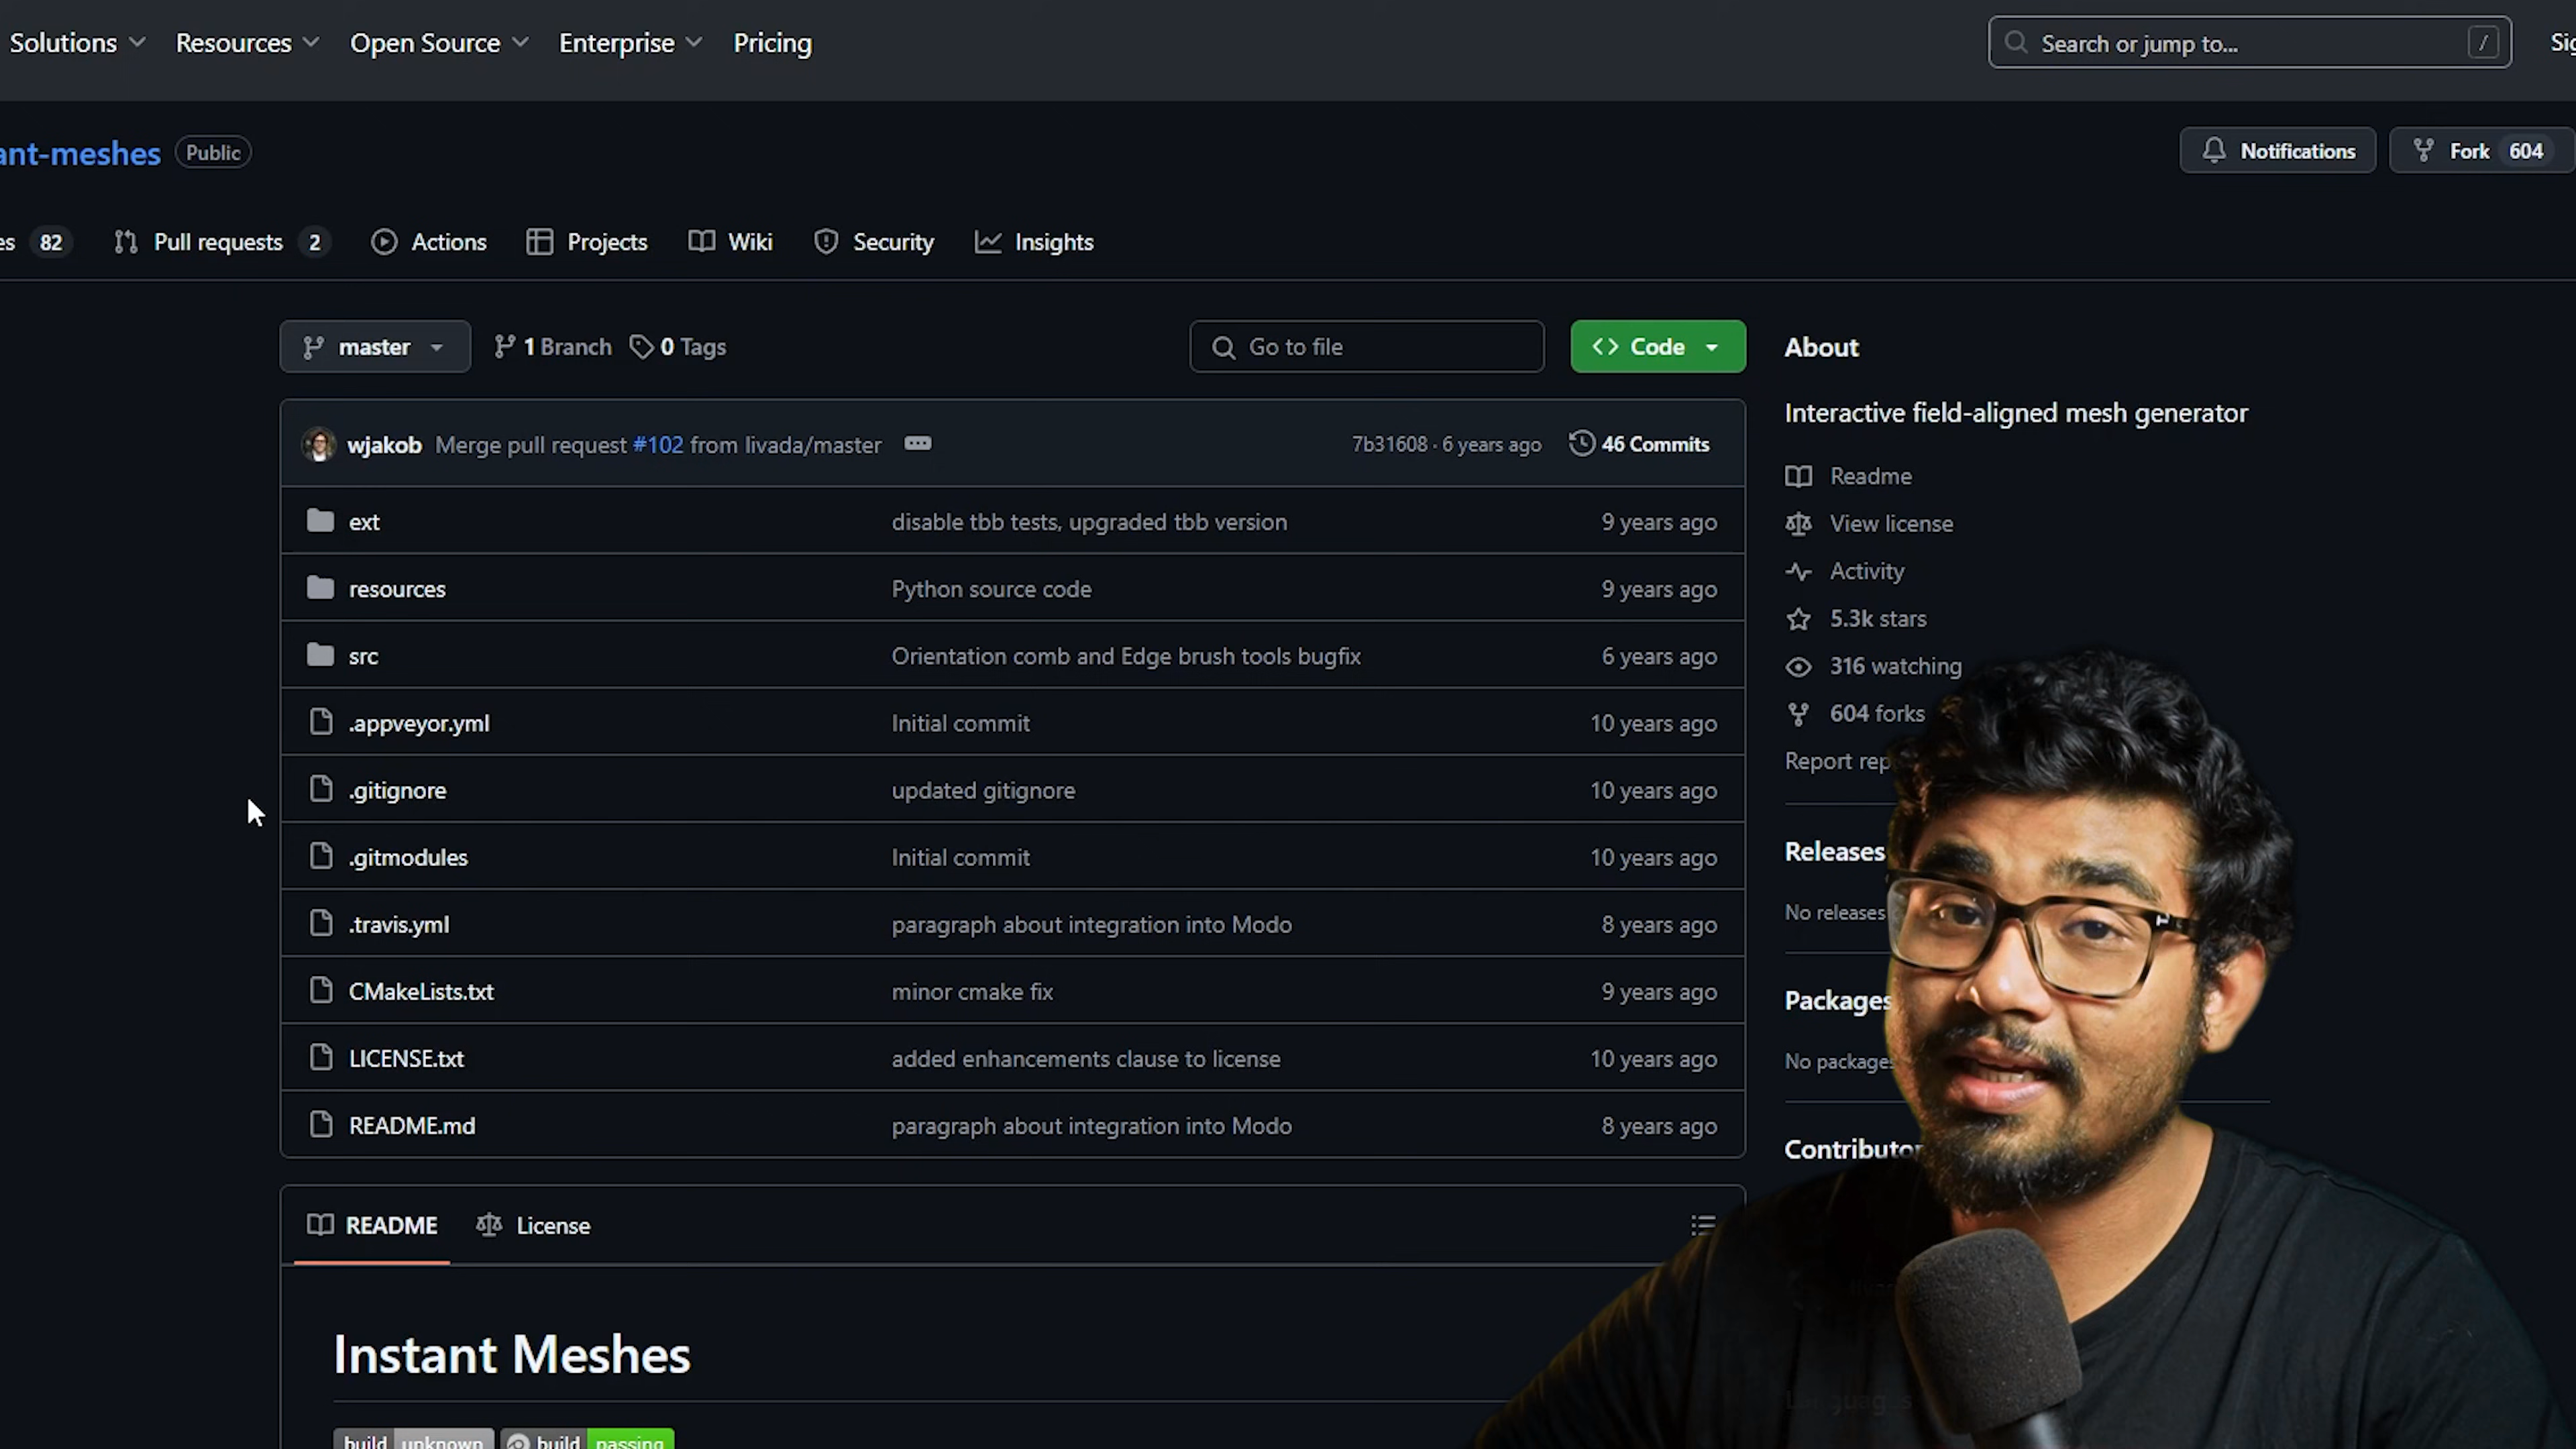 Solutions Resources Open Source Enterprise Pricing Search or jump to... / Sig
ant-meshes Public Notifications Fork 604
es 82 Pull requests 2 Actions Projects Wiki Security Insights
master 1 Branch 0 Tags Go to file Code
wjakob Merge pull request #102 from livada/master 7b31608 · 6 years ago 46 Commits
ext disable tbb tests, upgraded tbb version 9 years ago
resources Python source code 9 years ago
src Orientation comb and Edge brush tools bugfix 6 years ago
.appveyor.yml Initial commit 10 years ago
.gitignore updated gitignore 10 years ago
.gitmodules Initial commit 10 years ago
.travis.yml paragraph about integration into Modo 8 years ago
CMakeLists.txt minor cmake fix 9 years ago
LICENSE.txt added enhancements clause to license 10 years ago
README.md paragraph about integration into Modo 8 years ago
README License
Instant Meshes
build unknown build passing
About
Interactive field-aligned mesh generator
Readme
View license
Activity
5.3k stars
316 watching
604 forks
Report rep
Releases
No releases
Packages
No packages
Contributor
Languages